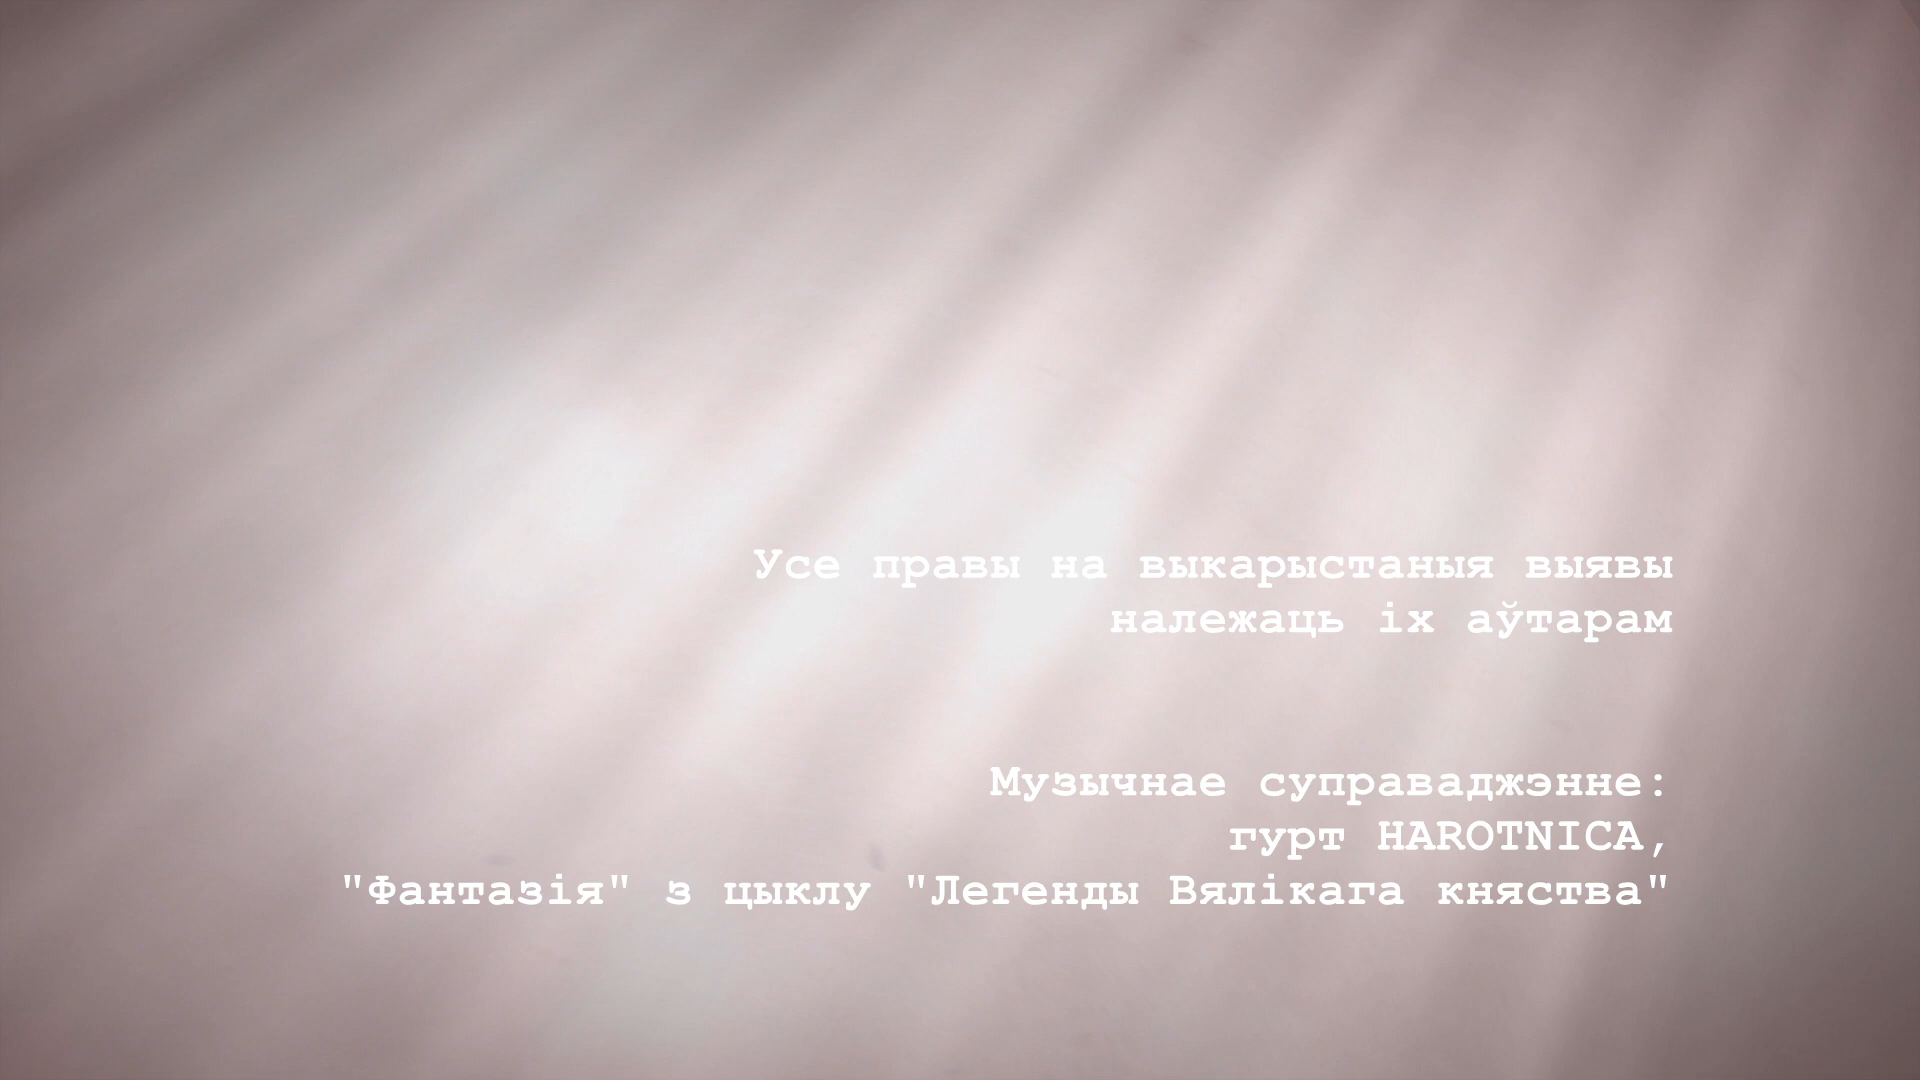 Усе правы на выкарыстаныя выявы
належаць іх аўтарам
Музычнае суправаджэнне:
гурт HAROTNICA,
"Фантазія" з цыклу "Легенды Вялікага княства"